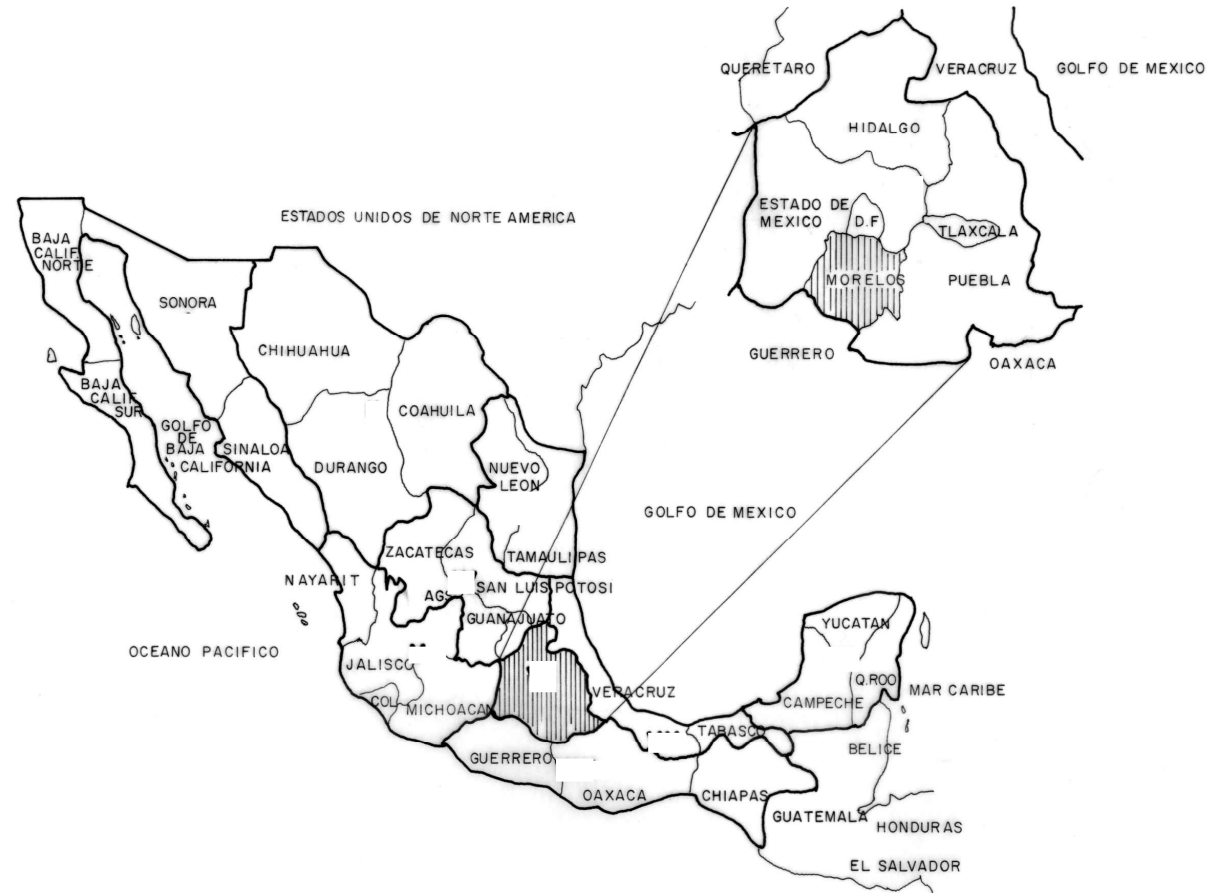 QUERETARO
VERACRUZ
GOLFO DE MEXICO
HIDALGO
ESTADO DE
MEXICO
D.F
TLAXCALA
MORELOS
PUEBLA
GUERRERO
OAXACA
ESTADOS UNIDOS DE NORTE AMERICA
BAJA
CALIF.
NORTE
SONORA
CHIHUAHUA
BAJA
CALIF
SUR
COAHUILA
GOLFO
DE
BAJA
CALIFORNIA
SINALOA
DURANGO
NUEVO
LEON
GOLFO DE MEXICO
ZACATECAS
TAMAULIPAS
NAYARIT
AGS
SAN LUIS POTOSI
GUANAJUATO
OCEANO PACIFICO
JALISCO
COL
MICHOACAN
VERACRUZ
YUCATAN
Q.ROO
CAMPECHE
MAR CARIBE
TABASCO
BELICE
GUERRERO
OAXACA
CHIAPAS
GUATEMALA
HONDURAS
EL SALVADOR